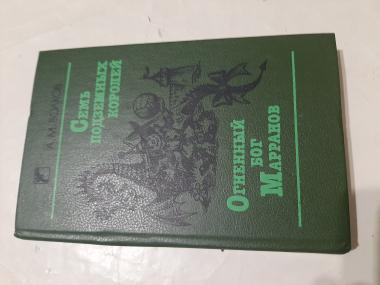 А. М. ВОЛКОВ
СЕМЬ
ПОДЗЕМНЫХ
КОРОЛЕЙ
ОГНЕННЫЙ
БОГ
МАРРАНОВ